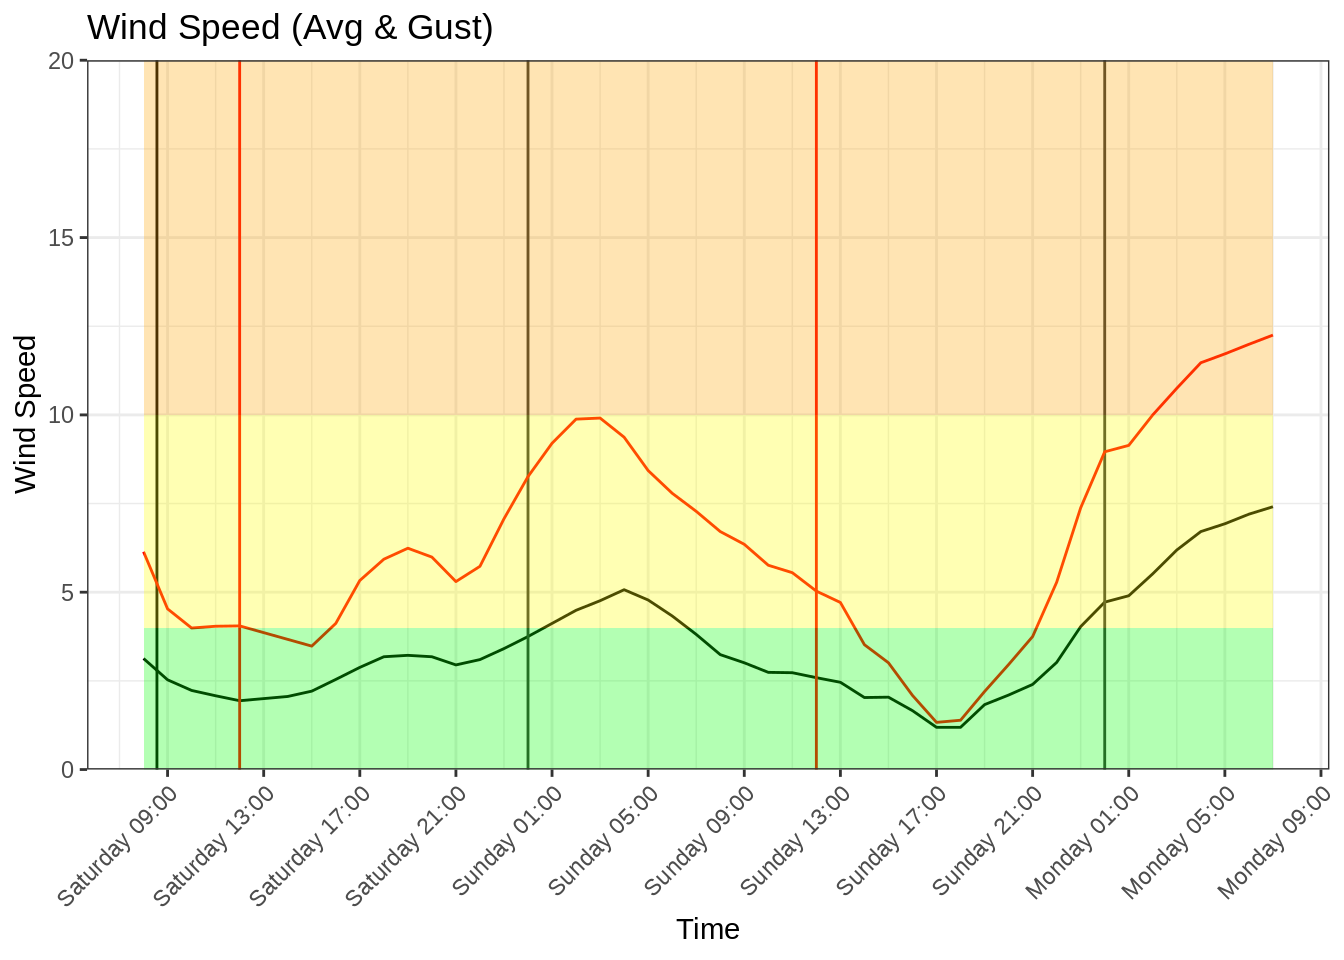 Wind Speed (Avg & Gust)
20
15
10
5
0
Wind Speed
Saturday 09:00
Saturday 13:00
Saturday 17:00
Saturday 21:00
Sunday 01:00
Sunday 05:00
Sunday 09:00
Sunday 13:00
Sunday 17:00
Sunday 21:00
Monday 01:00
Monday 05:00
Monday 09:00
Time